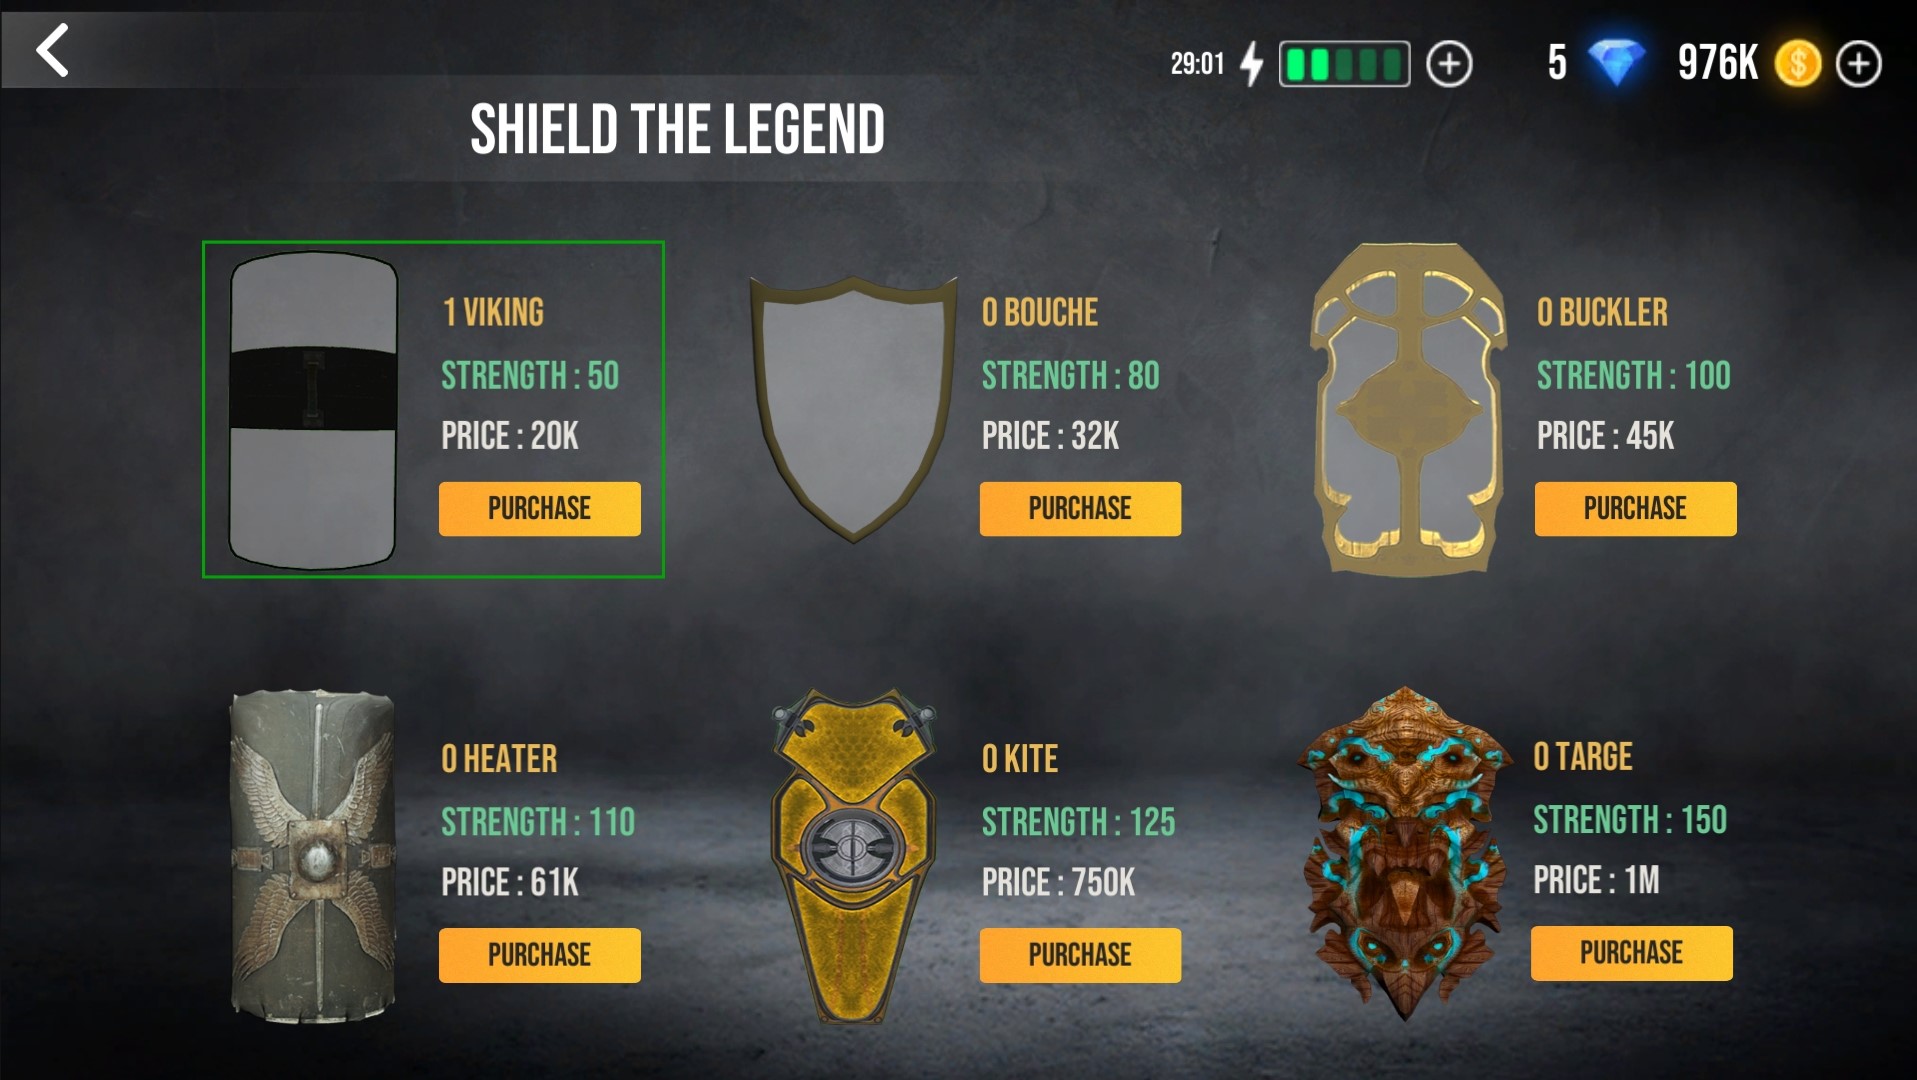 29:01
5
976K
SHIELD THE LEGEND
1 VIKING
STRENGTH : 50
PRICE : 20K
PURCHASE
0 BOUCHE
STRENGTH : 80
PRICE : 32K
PURCHASE
0 BUCKLER
STRENGTH : 100
PRICE : 45K
PURCHASE
0 HEATER
STRENGTH : 110
PRICE : 61K
PURCHASE
0 KITE
STRENGTH : 125
PRICE : 750K
PURCHASE
0 TARGE
STRENGTH : 150
PRICE : 1M
PURCHASE